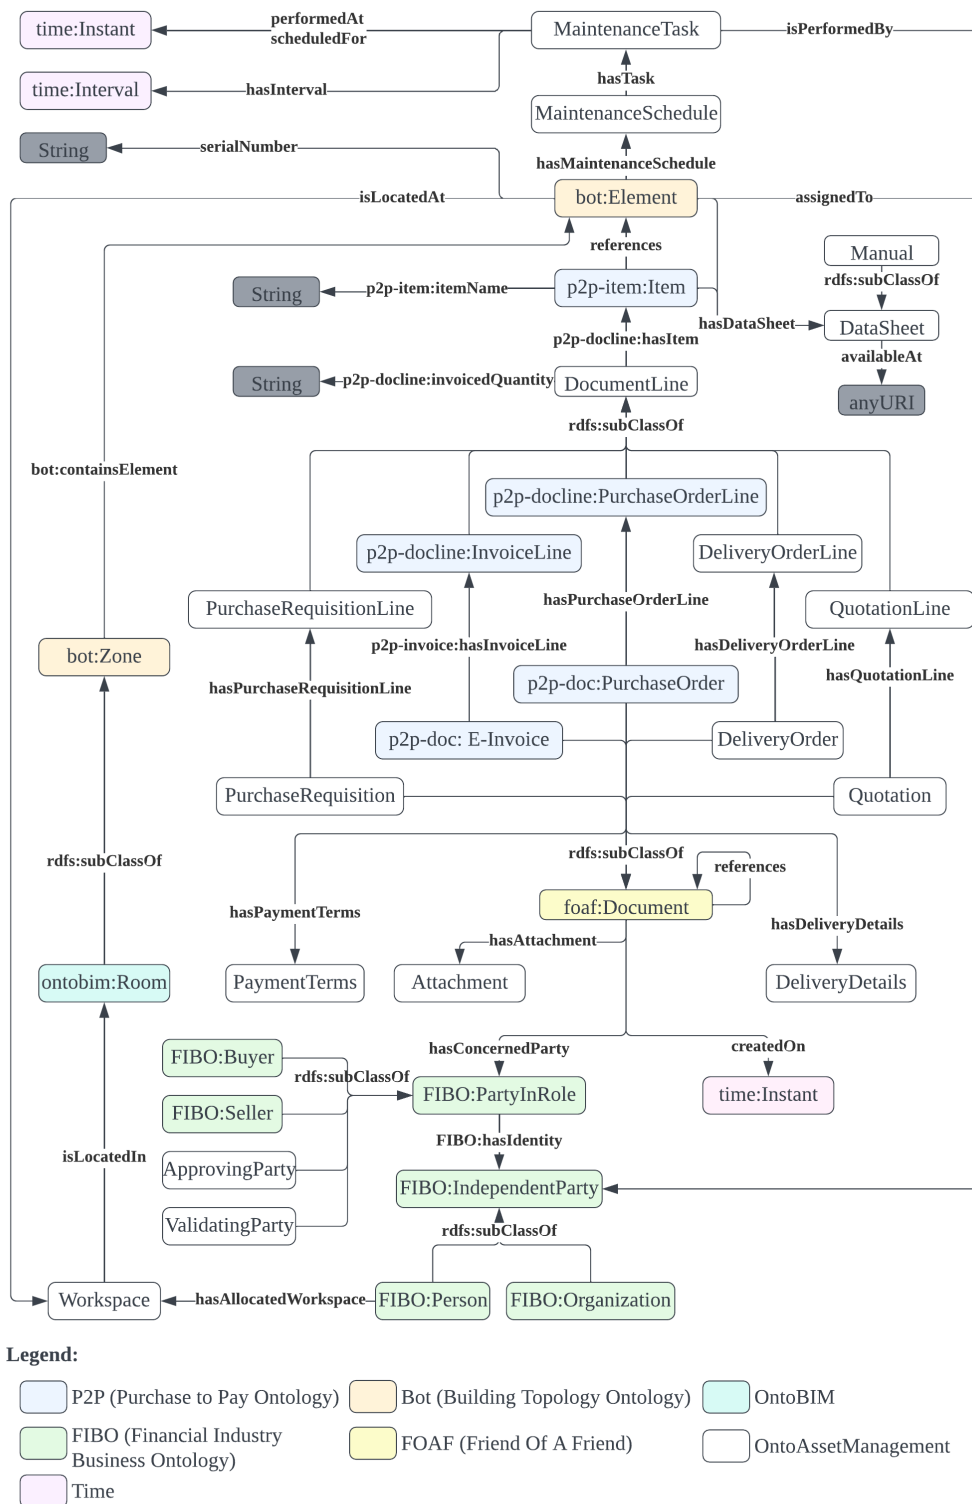 time:Instant
performedAt
scheduledFor
MaintenanceTask
isPerformedBy
hasTask
time:Interval
hasInterval
MaintenanceSchedule
String
serialNumber
hasMaintenanceSchedule
isLocatedAt
bot:Element
assignedTo
references
Manual
rdfs:subClassOf
String
p2p-item:itemName
p2p-item:Item
hasDataSheet
DataSheet
p2p-docline:hasItem
availableAt
String
p2p-docline:invoicedQuantity
DocumentLine
anyURI
rdfs:subClassOf
bot:containsElement
p2p-docline:PurchaseOrderLine
p2p-docline:InvoiceLine
DeliveryOrderLine
PurchaseRequisitionLine
hasPurchaseOrderLine
QuotationLine
bot:Zone
p2p-invoice:hasInvoiceLine
hasDeliveryOrderLine
hasPurchaseRequisitionLine
p2p-doc:PurchaseOrder
hasQuotationLine
p2p-doc: E-Invoice
DeliveryOrder
PurchaseRequisition
Quotation
rdfs:subClassOf
rdfs:subClassOf
references
hasPaymentTerms
foaf:Document
hasDeliveryDetails
hasAttachment
ontobim:Room
PaymentTerms
Attachment
DeliveryDetails
FIBO:Buyer
hasConcernedParty
createdOn
rdfs:subClassOf
FIBO:PartyInRole
time:Instant
FIBO:Seller
FIBO:hasIdentity
isLocatedIn
ApprovingParty
FIBO:IndependentParty
ValidatingParty
rdfs:subClassOf
Workspace
hasAllocatedWorkspace
FIBO:Person
FIBO:Organization
Legend:
P2P (Purchase to Pay Ontology)
Bot (Building Topology Ontology)
OntoBIM
FIBO (Financial Industry
Business Ontology)
FOAF (Friend Of A Friend)
OntoAssetManagement
Time